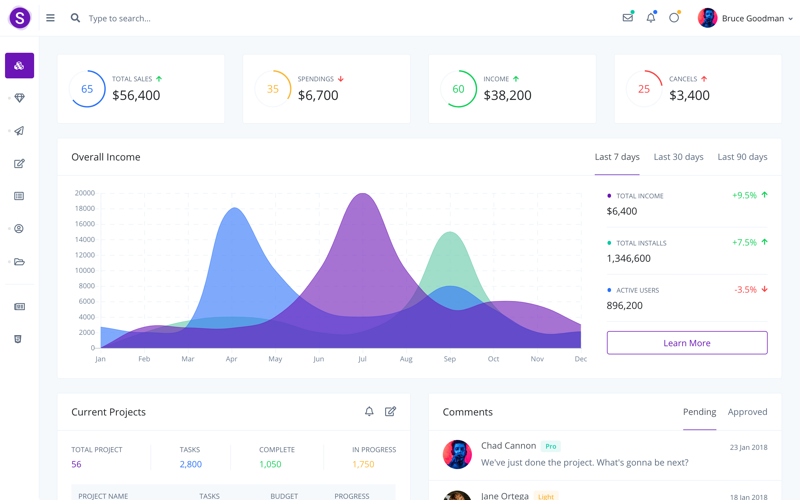 S
Type to search...
Bruce Goodman
65
TOTAL SALES
$56,400
35
SPENDINGS
$6,700
60
INCOME
$38,200
25
CANCELS
$3,400
Overall Income
Last 7 days Last 30 days Last 90 days
20000
18000
16000
14000
12000
10000
8000
6000
4000
2000
0
Jan Feb Mar Apr May Jun Jul Aug Sep Oct Nov Dec
TOTAL INCOME +9.5%
$6,400
TOTAL INSTALLS +7.5%
1,346,600
ACTIVE USERS -3.5%
896,200
Learn More
Current Projects
TOTAL PROJECT TASKS COMPLETE IN PROGRESS
56 2,800 1,050 1,750
PROJECT NAME TASKS BUDGET PROGRESS
Comments
Pending Approved
Chad Cannon Pro 23 Jan 2018
We've just done the project. What's gonna be next?
Jane Ortega Light 18 Jan 2018